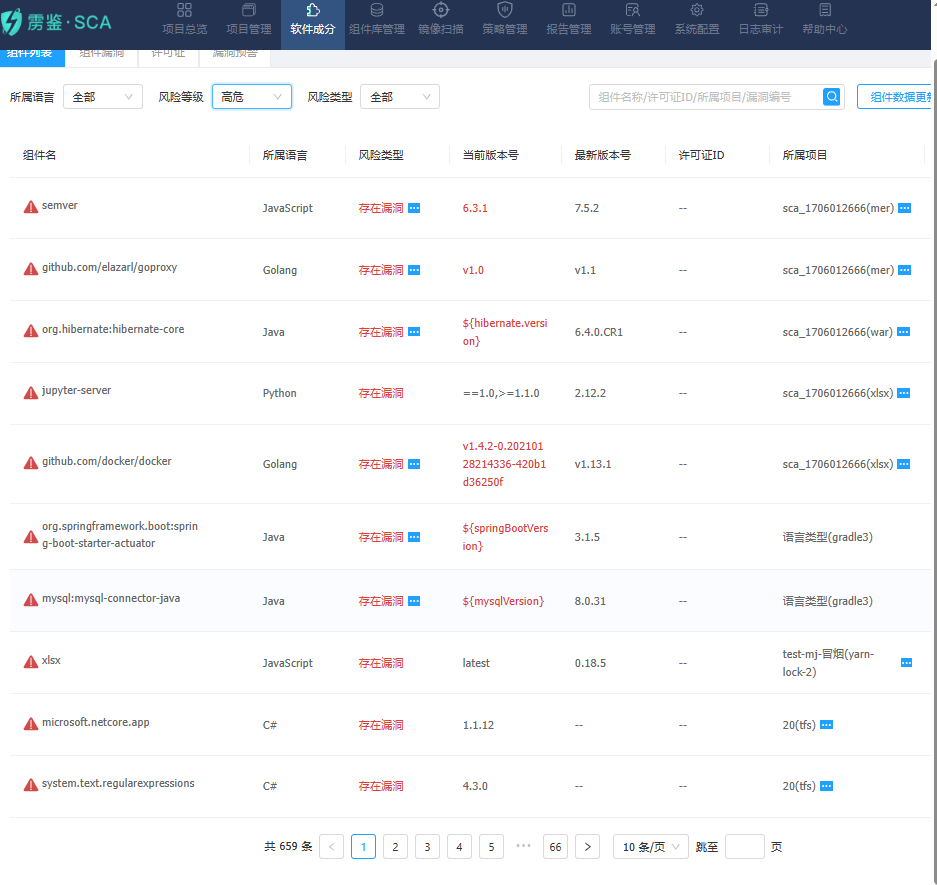 雳鉴·SCA
项目总览
项目管理
软件成分
组件库管理
镜像扫描
策略管理
报告管理
账号管理
系统配置
日志审计
帮助中心
组件列表
组件漏洞
许可证
漏洞预警
所属语言
全部
风险等级
高危
风险类型
全部
组件名称/许可证ID/所属项目/漏洞编号
组件数据更新
组件名
所属语言
风险类型
当前版本号
最新版本号
许可证ID
所属项目
semver
JavaScript
存在漏洞
6.3.1
7.5.2
--
sca_1706012666(mer)
github.com/elazarl/goproxy
Golang
存在漏洞
v1.0
v1.1
--
sca_1706012666(mer)
org.hibernate:hibernate-core
Java
存在漏洞
${hibernate.versi
on}
6.4.0.CR1
--
sca_1706012666(war)
jupyter-server
Python
存在漏洞
==1.0,>=1.1.0
2.12.2
--
sca_1706012666(xlsx)
github.com/docker/docker
Golang
存在漏洞
v1.4.2-0.202101
28214336-420b1
d36250f
v1.13.1
--
sca_1706012666(xlsx)
org.springframework.boot:sprin
g-boot-starter-actuator
Java
存在漏洞
${springBootVers
ion}
3.1.5
--
语言类型(gradle3)
mysql:mysql-connector-java
Java
存在漏洞
${mysqlVersion}
8.0.31
--
语言类型(gradle3)
xlsx
JavaScript
存在漏洞
latest
0.18.5
--
test-mj-冒烟(yarn-
lock-2)
microsoft.netcore.app
C#
存在漏洞
1.1.12
--
--
20(tfs)
system.text.regularexpressions
C#
存在漏洞
4.3.0
--
--
20(tfs)
共 659 条
<
1
2
3
4
5
•••
66
>
10 条/页
跳至
页